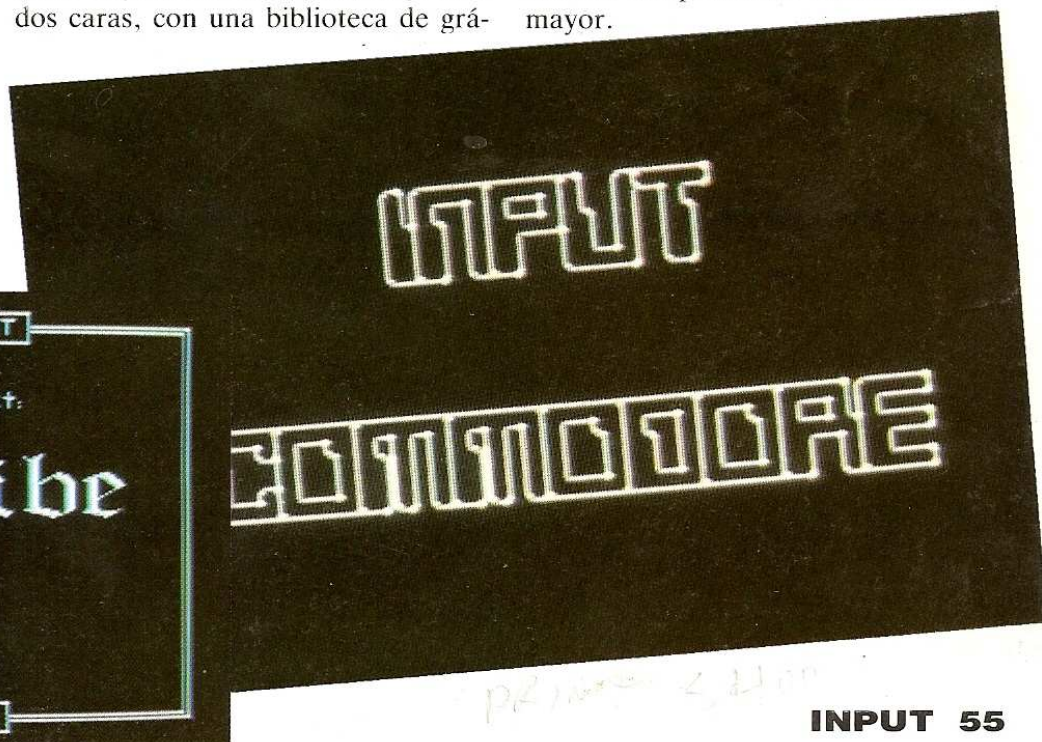 dos caras, con una biblioteca de grá-
mayor.
INPUT
COMMODORE
T
t:
ibe
INPUT 55